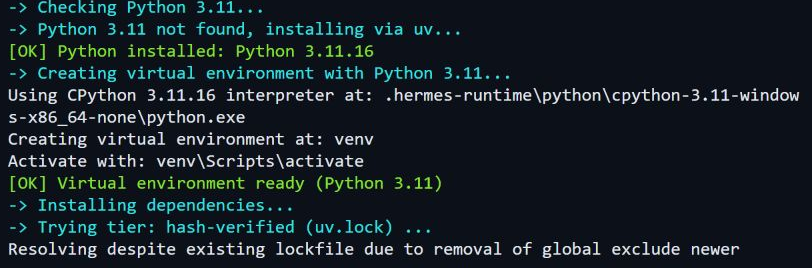 -> Checking Python 3.11...
-> Python 3.11 not found, installing via uv...
[OK] Python installed: Python 3.11.16
-> Creating virtual environment with Python 3.11...
Using CPython 3.11.16 interpreter at: .hermes-runtime\python\cpython-3.11-window
s-x86_64-none\python.exe
Creating virtual environment at: venv
Activate with: venv\Scripts\activate
[OK] Virtual environment ready (Python 3.11)
-> Installing dependencies...
-> Trying tier: hash-verified (uv.lock) ...
Resolving despite existing lockfile due to removal of global exclude newer